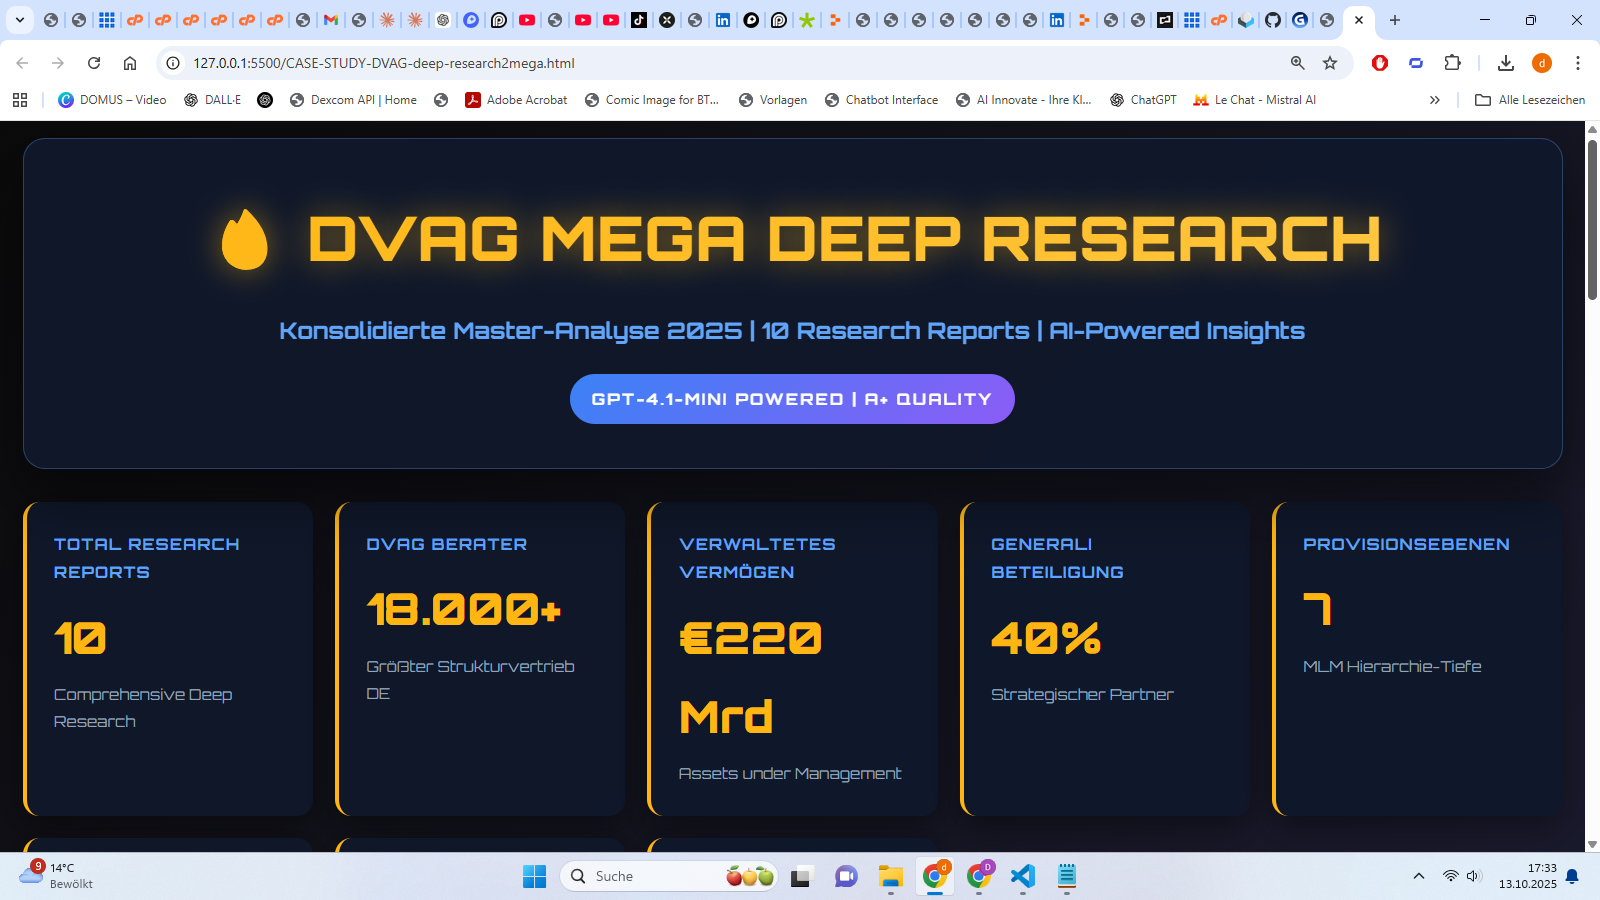 127.0.0.1:5500/CASE-STUDY-DVAG-deep-research2mega.html
d
DOMUS – Video
DALL·E
Dexcom API | Home
Adobe Acrobat
Comic Image for BT...
Vorlagen
Chatbot Interface
AI Innovate - Ihre KI...
ChatGPT
Le Chat - Mistral AI
Alle Lesezeichen
DVAG MEGA DEEP RESEARCH
Konsolidierte Master-Analyse 2025 | 10 Research Reports | AI-Powered Insights
GPT-4.1-MINI POWERED | A+ QUALITY
TOTAL RESEARCH
REPORTS
10
Comprehensive Deep
Research
DVAG BERATER
18.000+
Größter Strukturvertrieb
DE
VERWALTETES
VERMÖGEN
€220
Mrd
Assets under Management
GENERALI
BETEILIGUNG
40%
Strategischer Partner
PROVISIONSEBENEN
7
MLM Hierarchie-Tiefe
9
14°C
Bewölkt
Suche
d
D
17:33
13.10.2025